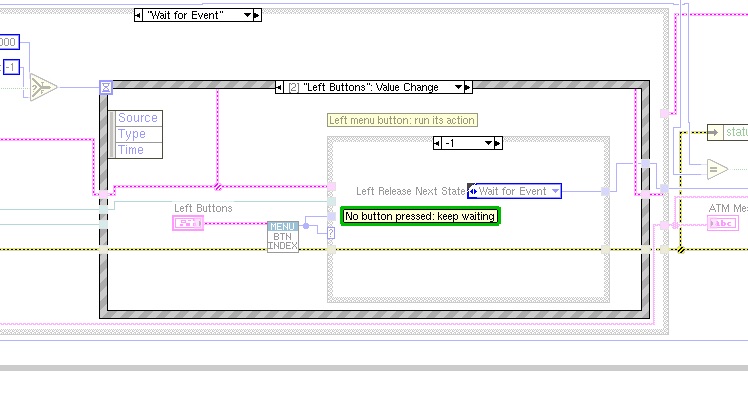 "Wait for Event"
000
-1
[2] "Left Buttons": Value Change
Source
Type
Time
Left menu button: run its action
-1
Left Release Next State
Wait for Event
Left Buttons
No button pressed: keep waiting
MENU
BTN
INDEX
?
?
=
statu
ATM Me
abc